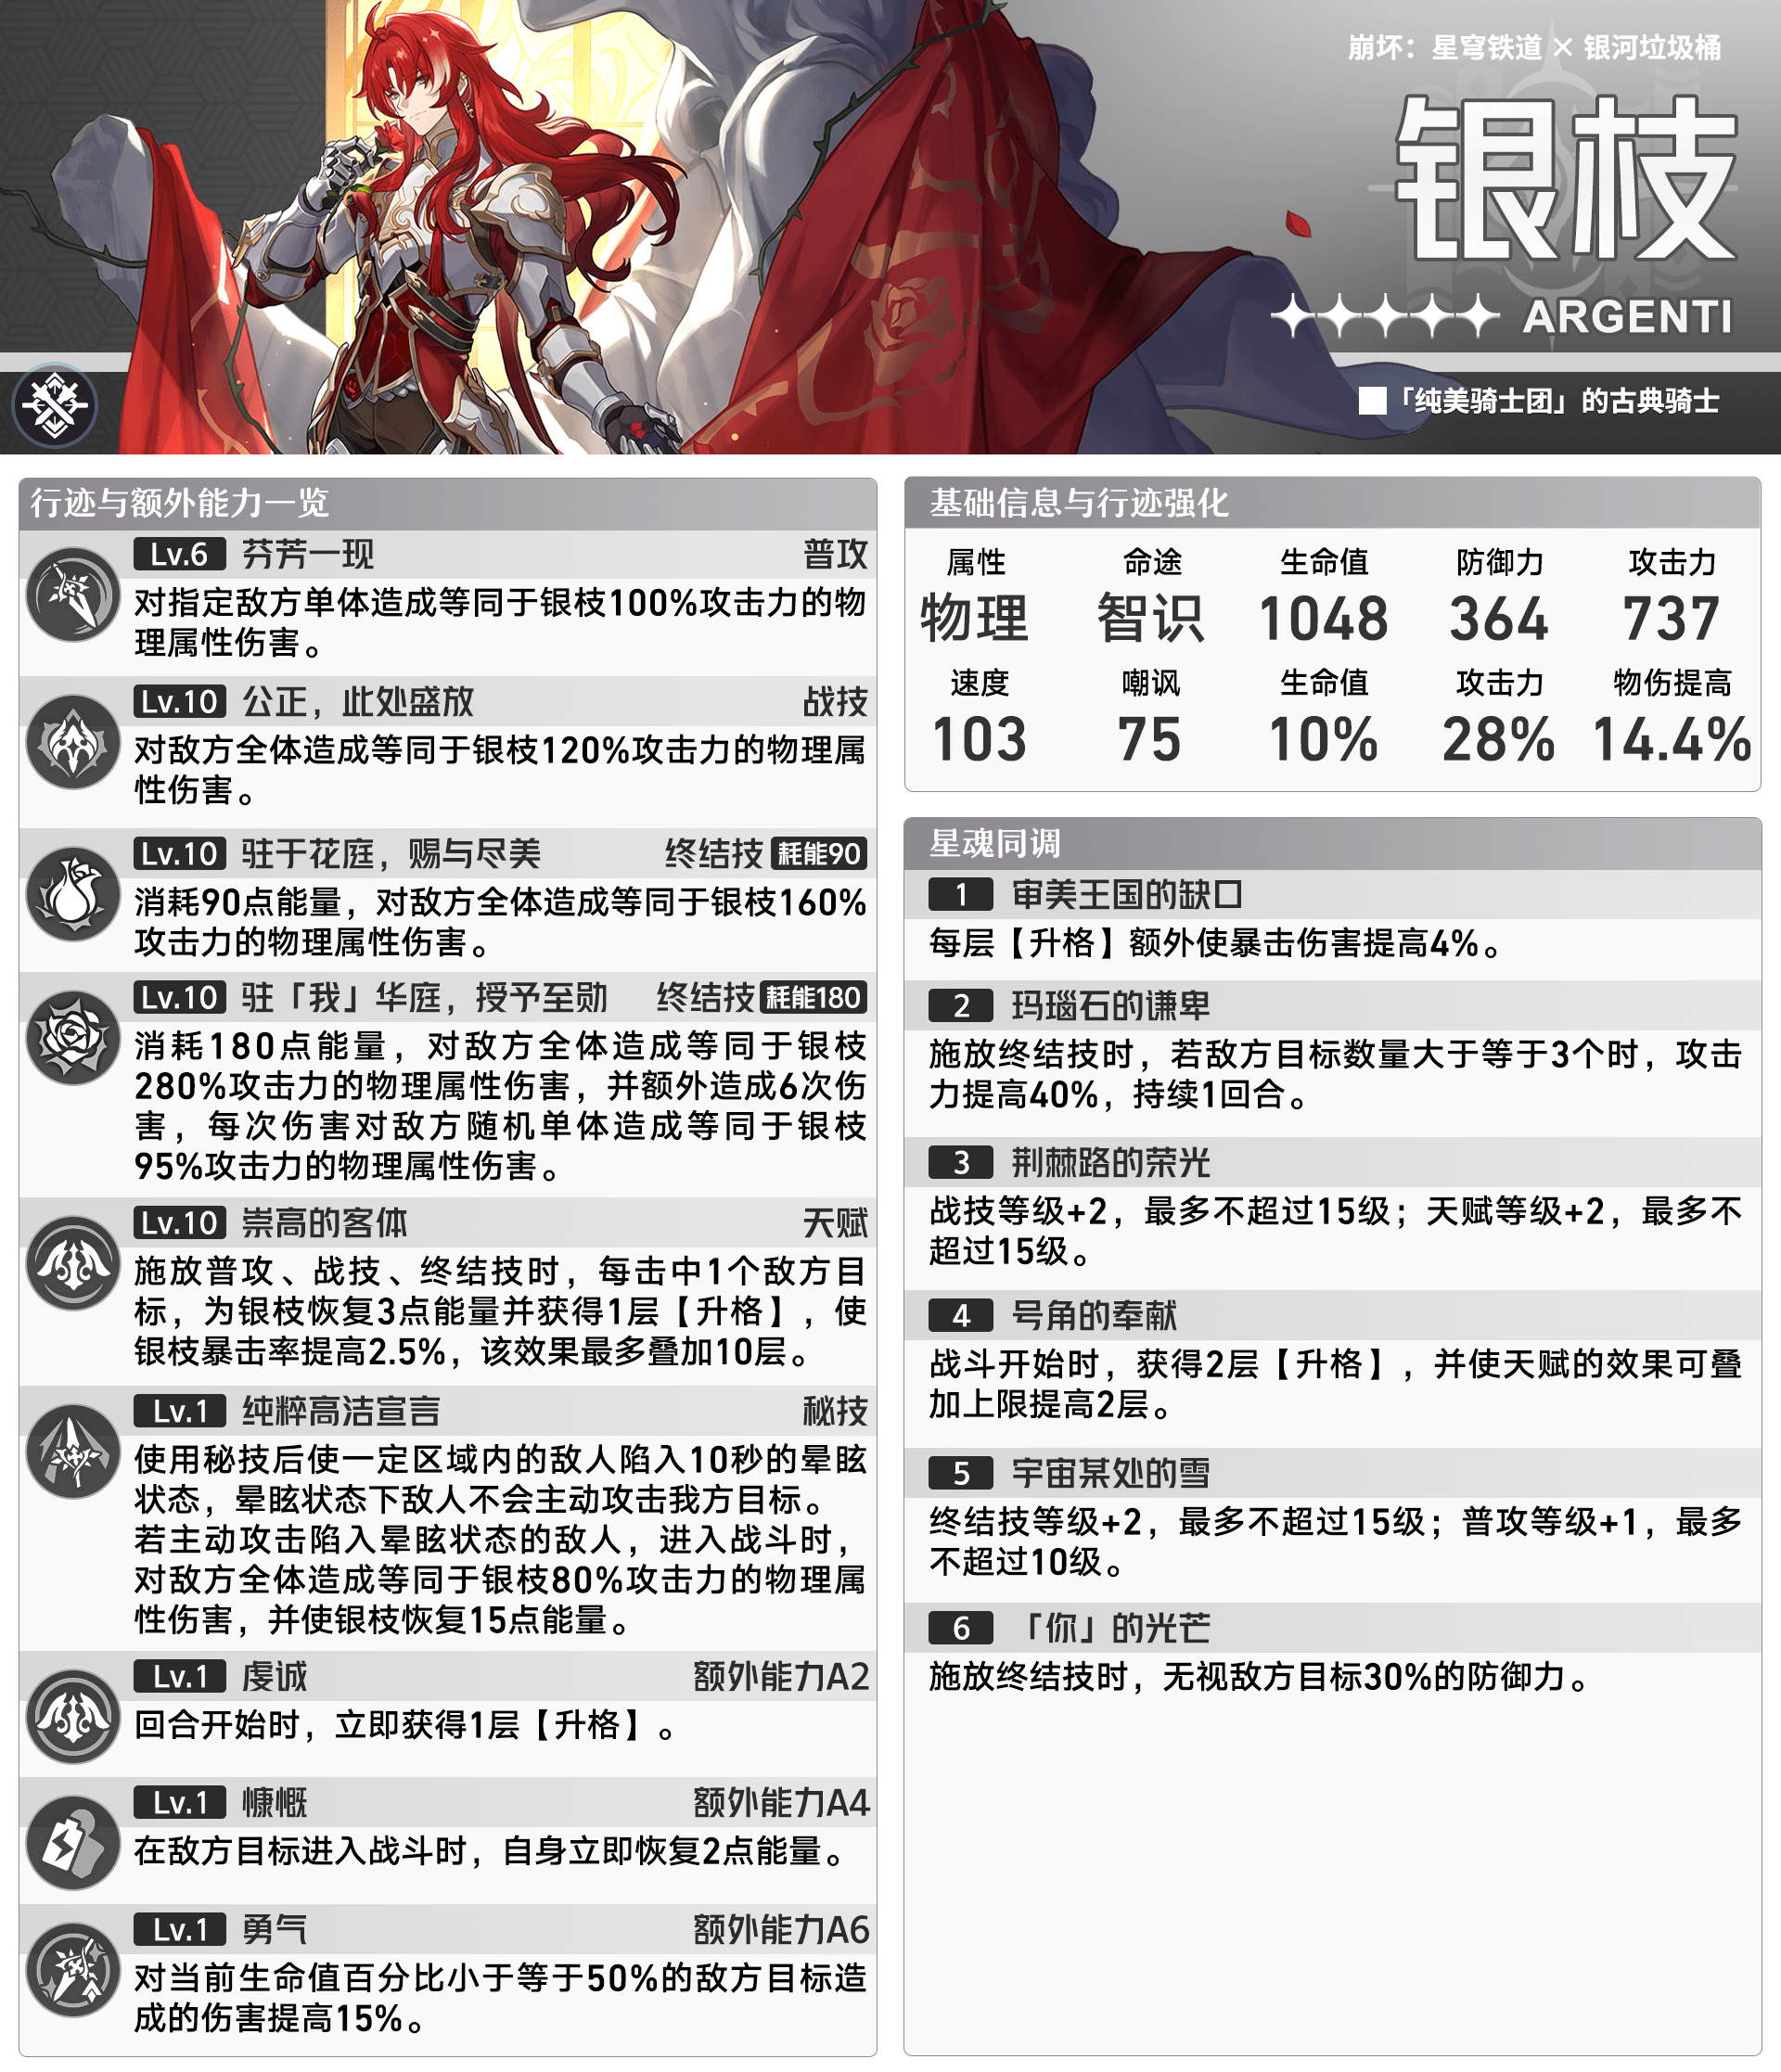 崩坏：星穹铁道 × 银河垃圾桶
银枝
ARGENTI
「纯美骑士团」的古典骑士
行迹与额外能力一览
Lv.6 芬芳一现 普攻
对指定敌方单体造成等同于银枝100%攻击力的物
理属性伤害。
Lv.10 公正，此处盛放 战技
对敌方全体造成等同于银枝120%攻击力的物理属
性伤害。
Lv.10 驻于花庭，赐与尽美 终结技 耗能90
消耗90点能量，对敌方全体造成等同于银枝160%
攻击力的物理属性伤害。
Lv.10 驻「我」华庭，授予至勋 终结技 耗能180
消耗180点能量，对敌方全体造成等同于银枝
280%攻击力的物理属性伤害，并额外造成6次伤
害，每次伤害对敌方随机单体造成等同于银枝
95%攻击力的物理属性伤害。
Lv.10 崇高的客体 天赋
施放普攻、战技、终结技时，每击中1个敌方目
标，为银枝恢复3点能量并获得1层【升格】，使
银枝暴击率提高2.5%，该效果最多叠加10层。
Lv.1 纯粹高洁宣言 秘技
使用秘技后使一定区域内的敌人陷入10秒的晕眩
状态，晕眩状态下敌人不会主动攻击我方目标。
若主动攻击陷入晕眩状态的敌人，进入战斗时，
对敌方全体造成等同于银枝80%攻击力的物理属
性伤害，并使银枝恢复15点能量。
Lv.1 虔诚 额外能力A2
回合开始时，立即获得1层【升格】。
Lv.1 慷慨 额外能力A4
在敌方目标进入战斗时，自身立即恢复2点能量。
Lv.1 勇气 额外能力A6
对当前生命值百分比小于等于50%的敌方目标造
成的伤害提高15%。
基础信息与行迹强化
属性 命途 生命值 防御力 攻击力
物理 智识 1048 364 737
速度 嘲讽 生命值 攻击力 物伤提高
103 75 10% 28% 14.4%
星魂同调
1 审美王国的缺口
每层【升格】额外使暴击伤害提高4%。
2 玛瑙石的谦卑
施放终结技时，若敌方目标数量大于等于3个时，攻击
力提高40%，持续1回合。
3 荆棘路的荣光
战技等级+2，最多不超过15级；天赋等级+2，最多不
超过15级。
4 号角的奉献
战斗开始时，获得2层【升格】，并使天赋的效果可叠
加上限提高2层。
5 宇宙某处的雪
终结技等级+2，最多不超过15级；普攻等级+1，最多
不超过10级。
6 「你」的光芒
施放终结技时，无视敌方目标30%的防御力。